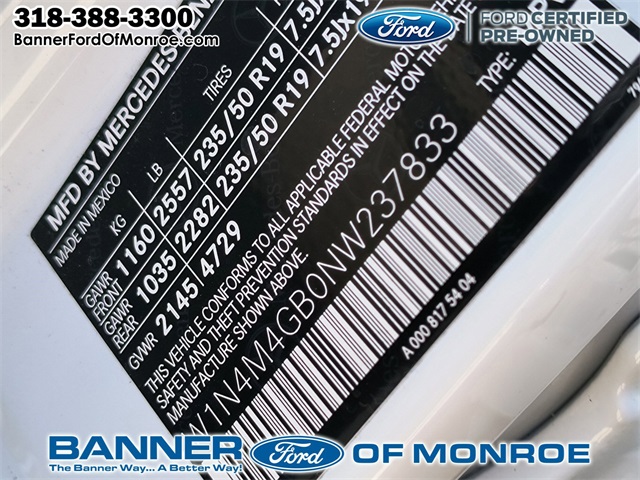 318-388-3300
BannerFordOfMonroe.com
Ford
FORD CERTIFIED
PRE-OWNED
MFD BY MERCEDES-BENZ
MADE IN MEXICO
KG LB TIRES
GAWR FRONT 1160 2557 235/50 R19 7.5JX19
GAWR REAR 1035 2282 235/50 R19 7.5JX19
GVWR 2145 4729
THIS VEHICLE CONFORMS TO ALL APPLICABLE FEDERAL MOTOR
SAFETY AND THEFT PREVENTION STANDARDS IN EFFECT ON THE DATE
OF MANUFACTURE SHOWN ABOVE
W1N4M4GB0NW237833
TYPE:
A 000 817 54 04
BANNER Ford OF MONROE
The Banner Way... A Better Way!